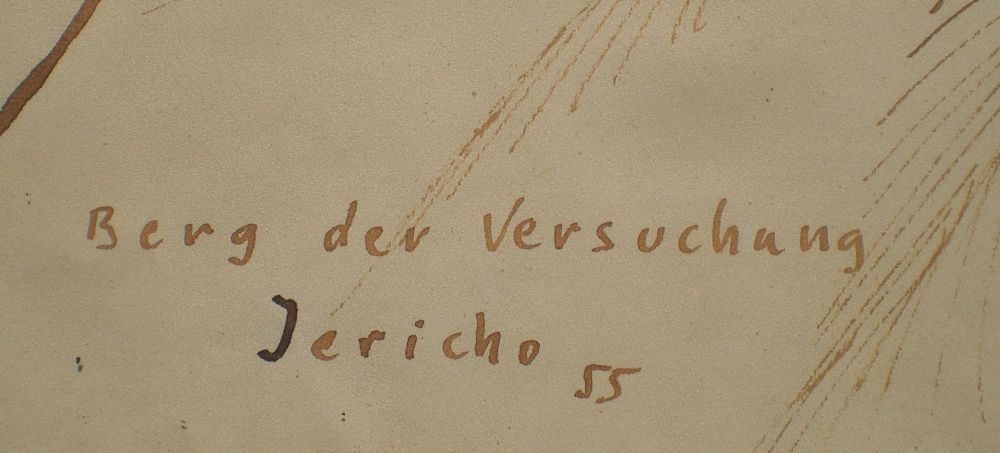 Berg der Versuchung
Jericho 55